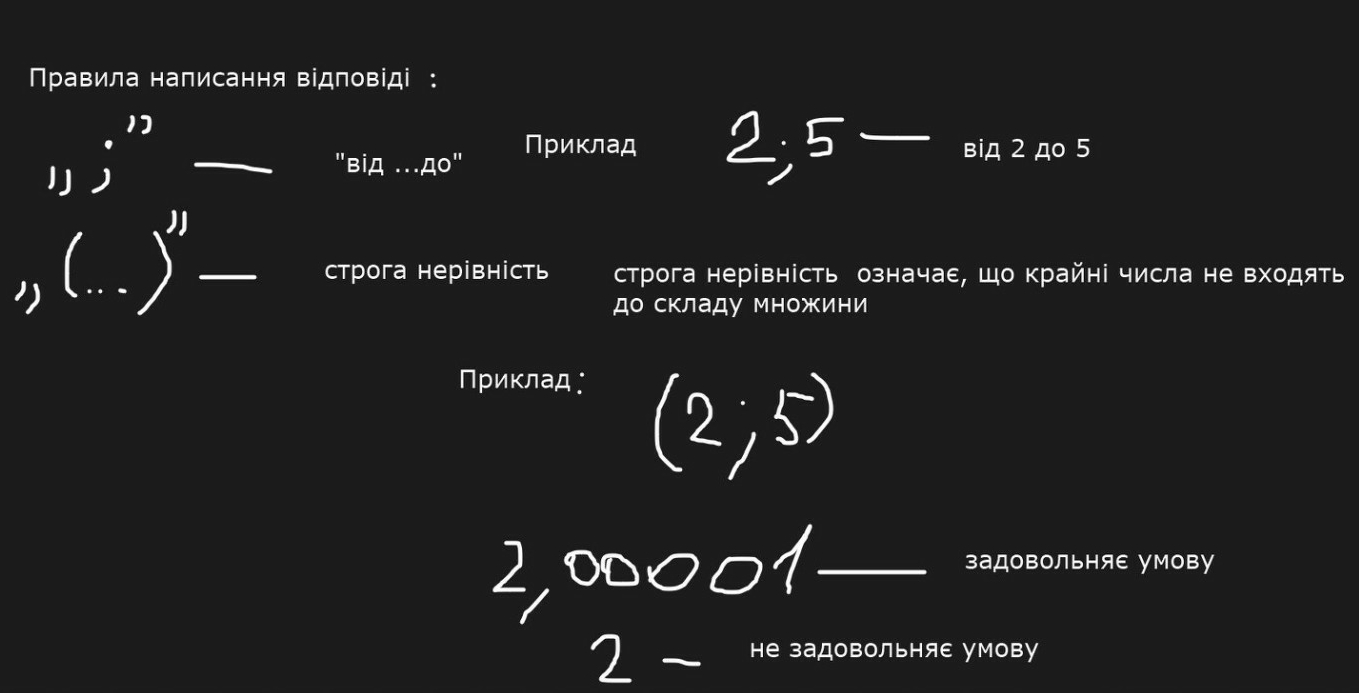 Правила написання відповіді :
„ ; ” — "від ...до" Приклад 2;5 — від 2 до 5
„(...)” — строга нерівність строга нерівність означає, що крайні числа не входять
до складу множини
Приклад: (2;5)
2,00001 — задовольняє умову
2 — не задовольняє умову